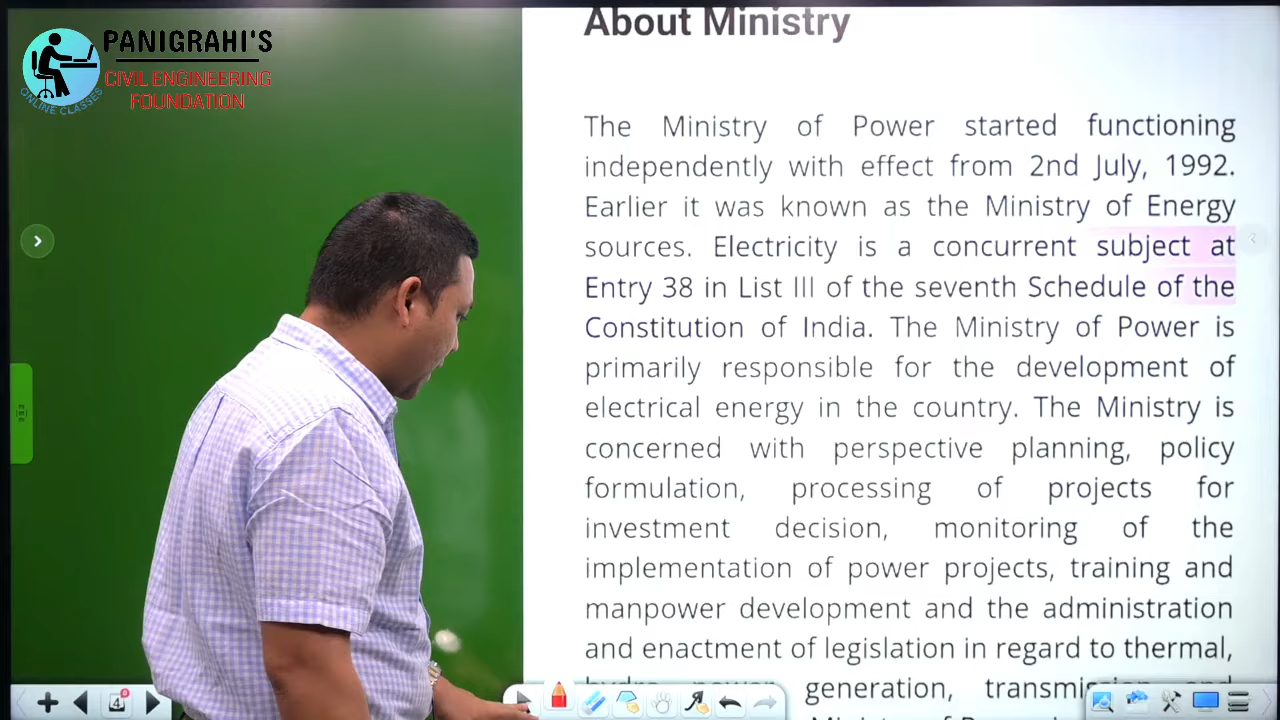 PANIGRAHI'S
CIVIL ENGINEERING
FOUNDATION
ONLINE CLASSES
About Ministry
The Ministry of Power started functioning
independently with effect from 2nd July, 1992.
Earlier it was known as the Ministry of Energy
sources. Electricity is a concurrent subject at
Entry 38 in List III of the seventh Schedule of the
Constitution of India. The Ministry of Power is
primarily responsible for the development of
electrical energy in the country. The Ministry is
concerned with perspective planning, policy
formulation, processing of projects for
investment decision, monitoring of the
implementation of power projects, training and
manpower development and the administration
and enactment of legislation in regard to thermal,
generation,
4